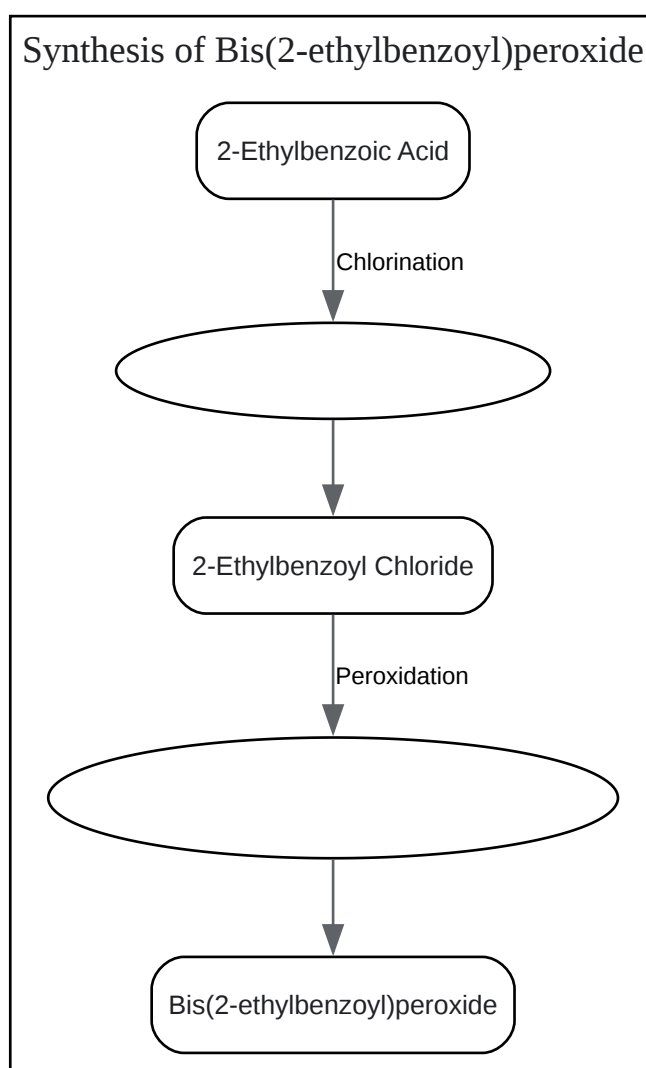 Synthesis of Bis(2-ethylbenzoyl)peroxide
2-Ethylbenzoic Acid
Chlorination
2-Ethylbenzoyl Chloride
Peroxidation
Bis(2-ethylbenzoyl)peroxide